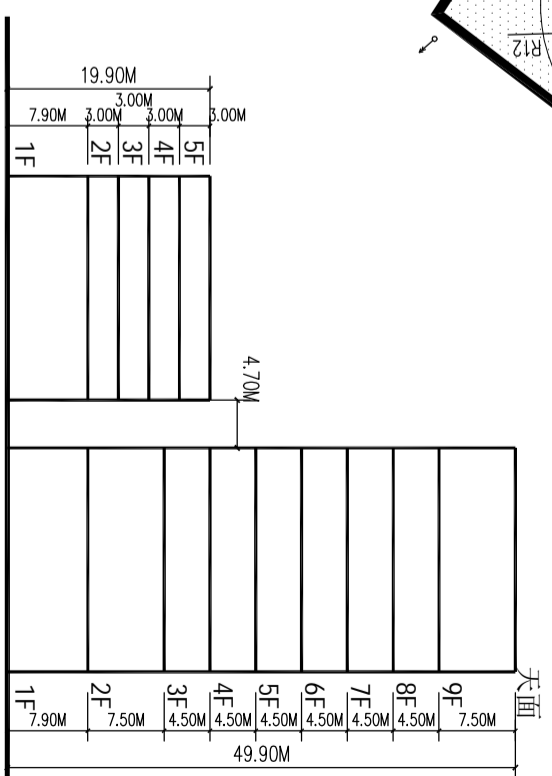 R12
19.90M
3.00M
7.90M 3.00M 3.00M 3.00M
1F 2F 3F 4F 5F
4.70M
天面
1F 2F 3F 4F 5F 6F 7F 8F 9F
7.90M 7.50M 4.50M 4.50M 4.50M 4.50M 4.50M 4.50M 7.50M
49.90M